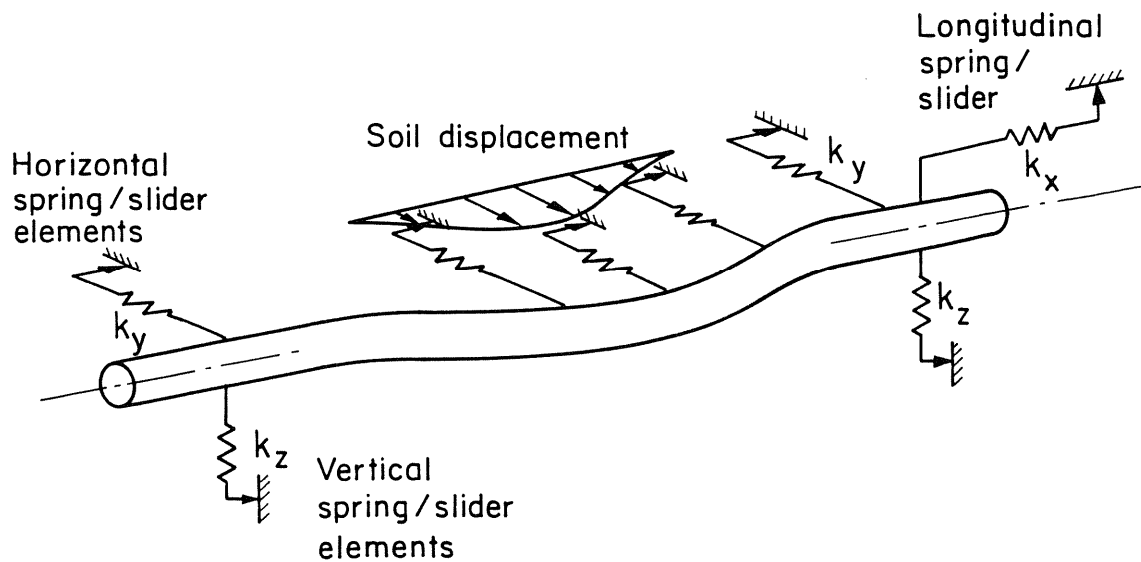 Longitudinal
spring/
slider
Soil displacement
Horizontal
spring/slider
elements
k_y
k_x
k_y
k_z
k_z
Vertical
spring/slider
elements